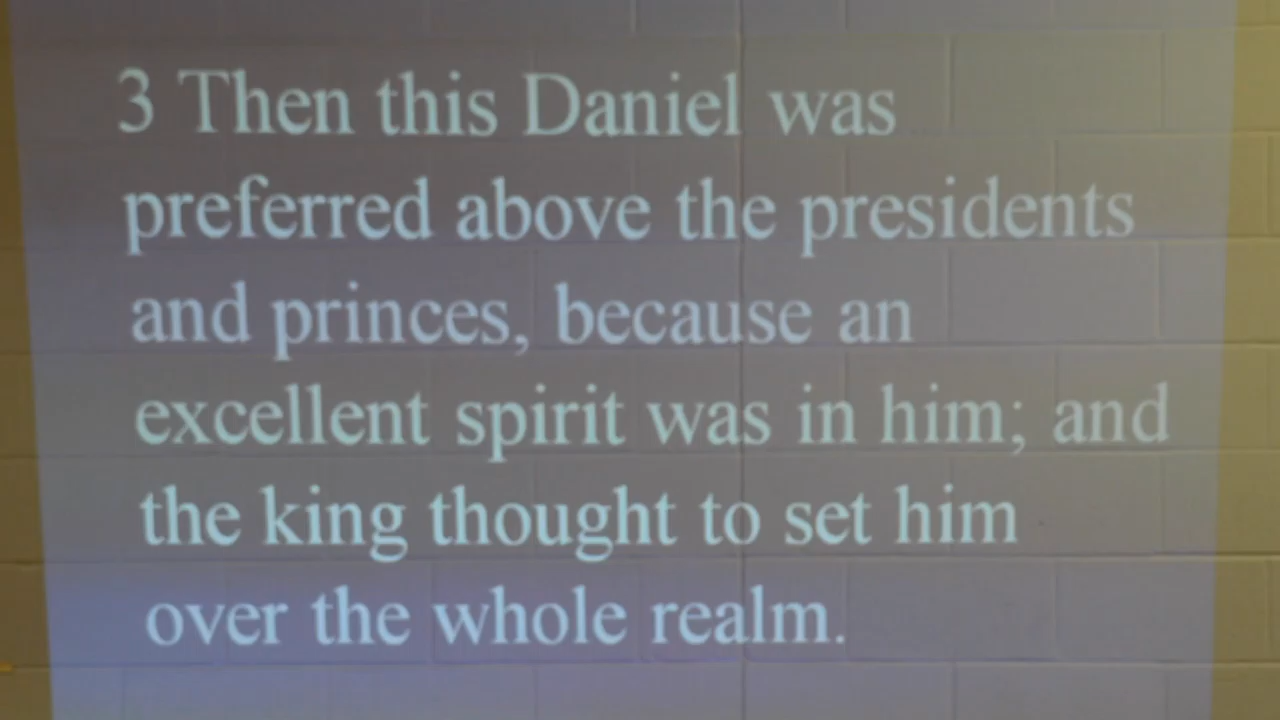 3 Then this Daniel was
preferred above the presidents
and princes, because an
excellent spirit was in him; and
the king thought to set him
over the whole realm.